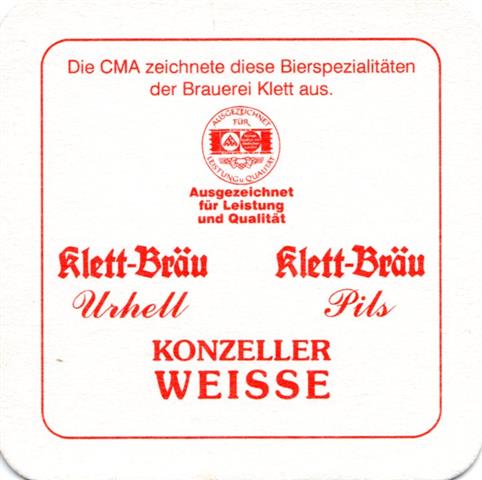 Die CMA zeichnete diese Bierspezialitäten
der Brauerei Klett aus.
AUSGEZEICHNET
FÜR
LEISTUNG u. QUALITÄT
Ausgezeichnet
für Leistung
und Qualität
Klett-Bräu Klett-Bräu
Urhell Pils
KONZELLER
WEISSE